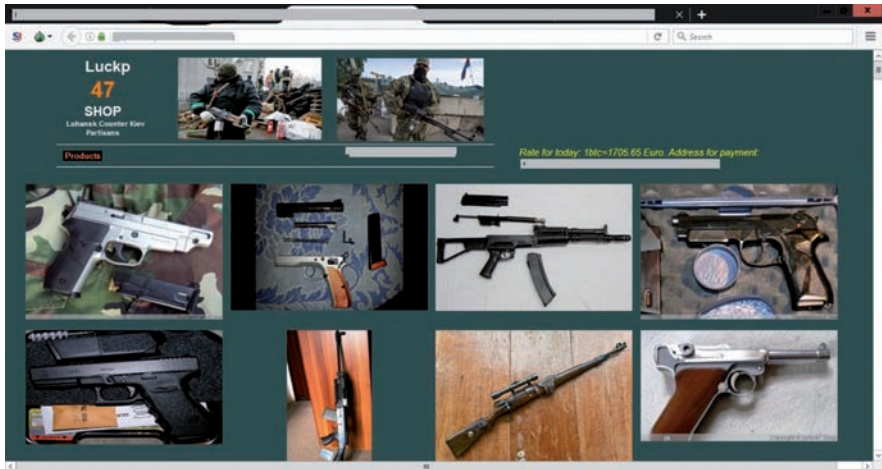 Search
Luckp
47
SHOP
Luhansk Counter Kiev
Partisans
Products
Rate for today: 1btc=1705.65 Euro Address for payment: